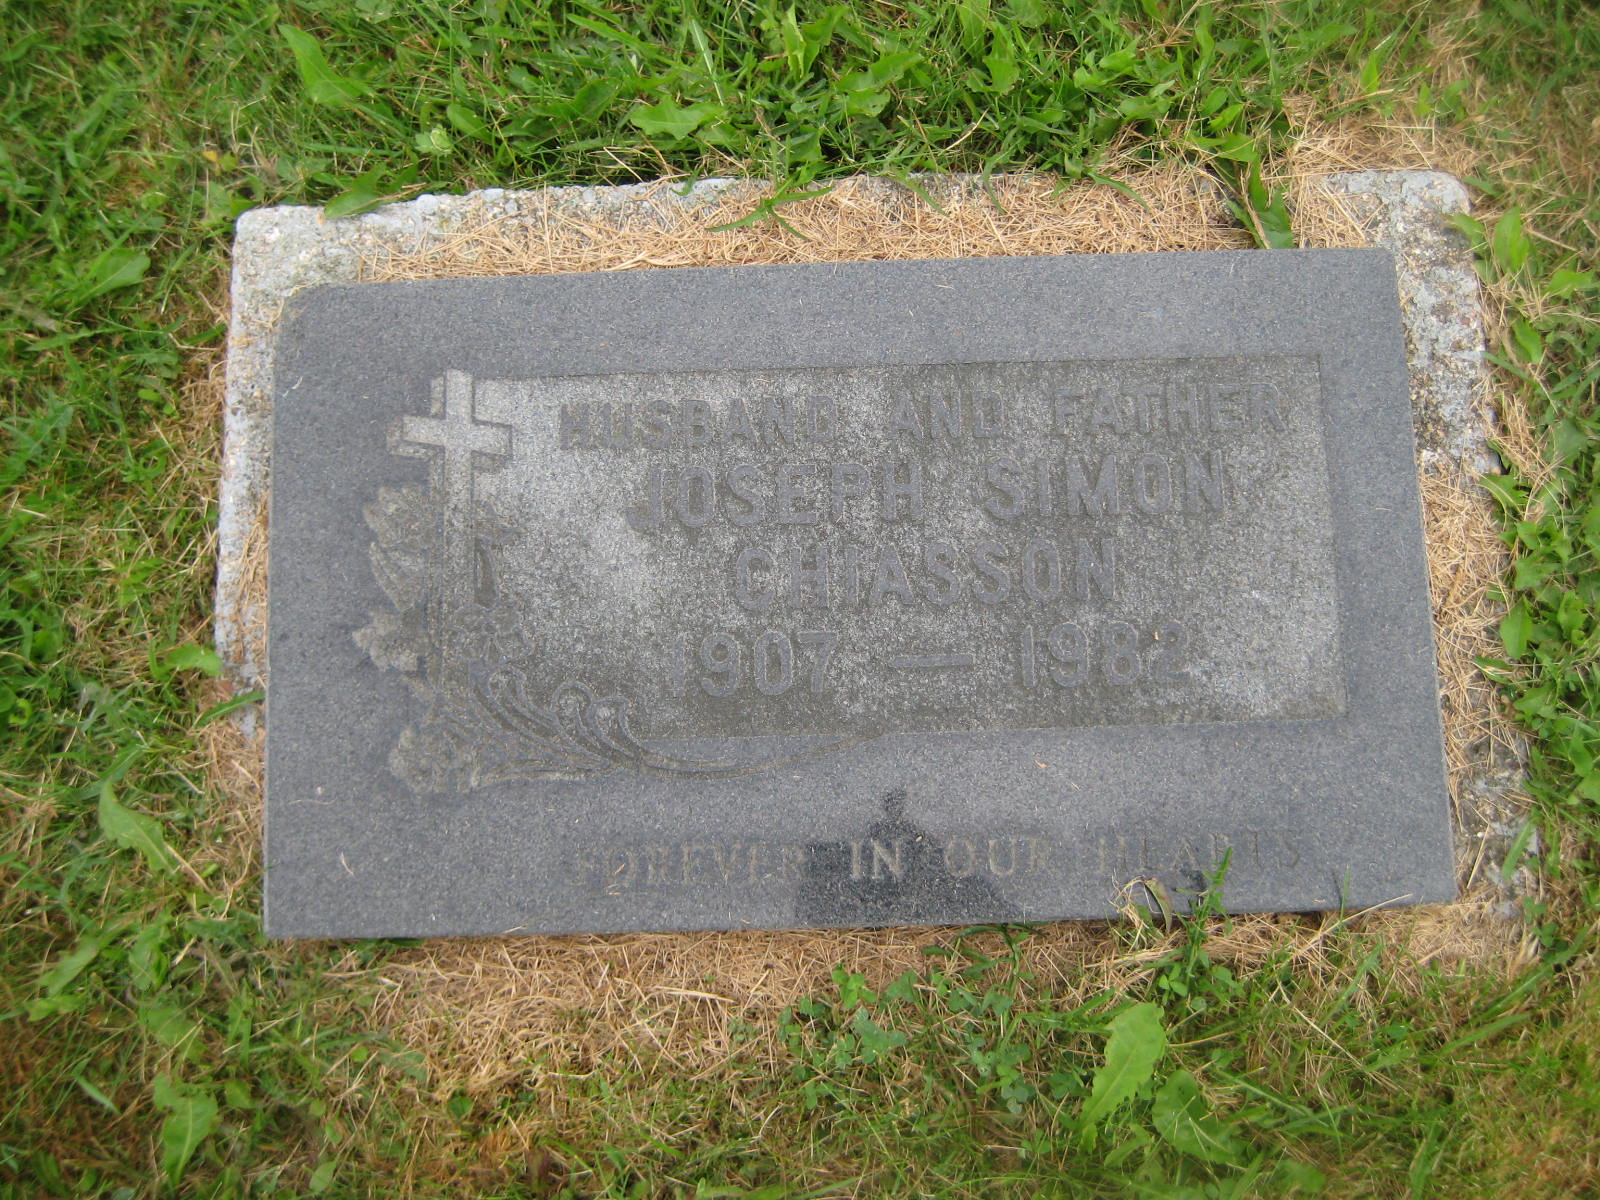 HUSBAND AND FATHER
JOSEPH SIMON
CHIASSON
1907 — 1982
FOREVER IN OUR HEARTS